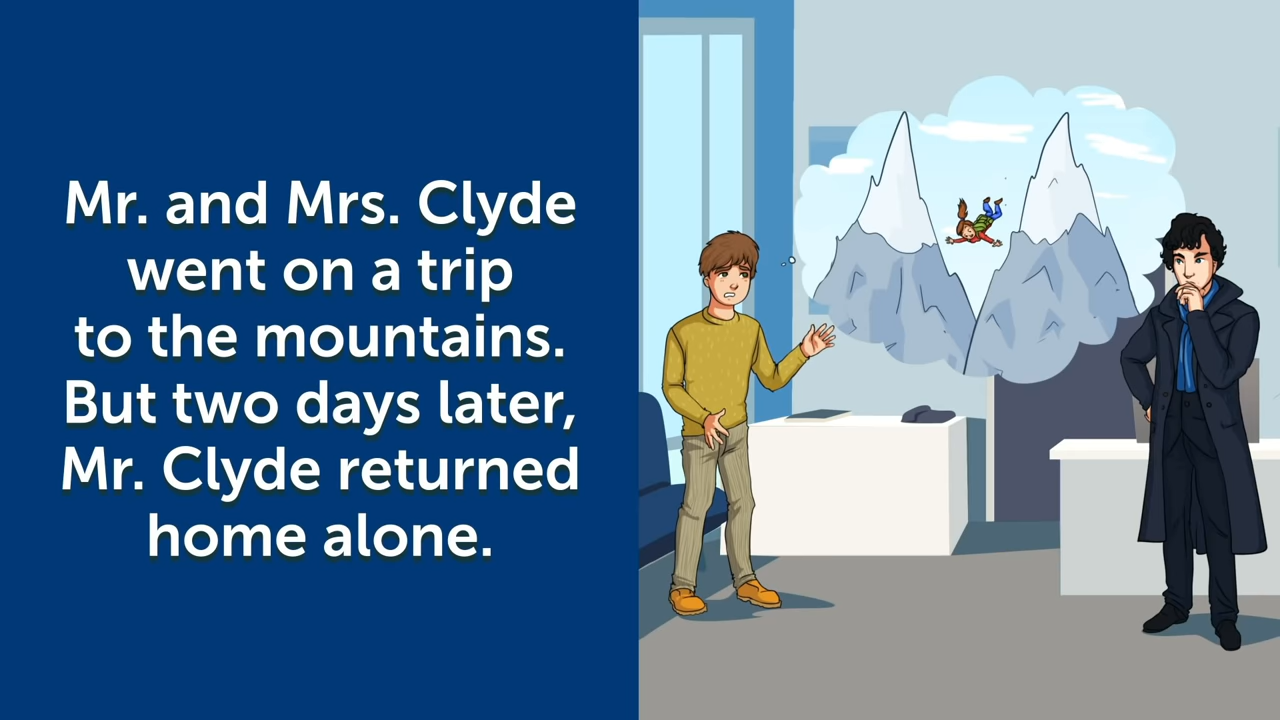 Mr. and Mrs. Clyde
went on a trip
to the mountains.
But two days later,
Mr. Clyde returned
home alone.